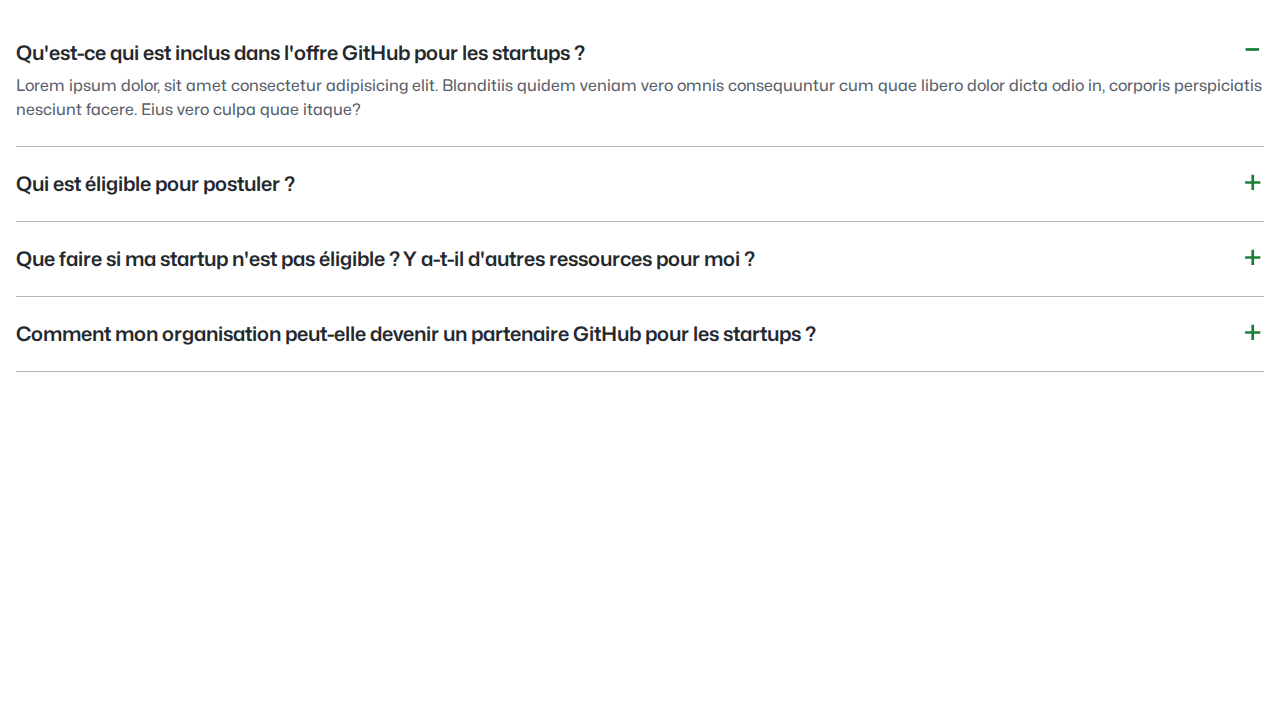 Qu'est-ce qui est inclus dans l'offre GitHub pour les startups ?
Lorem ipsum dolor, sit amet consectetur adipisicing elit. Blanditiis quidem veniam vero omnis consequuntur cum quae libero dolor dicta odio in, corporis perspiciatis
nesciunt facere. Eius vero culpa quae itaque?
Qui est éligible pour postuler ?
Que faire si ma startup n'est pas éligible ? Y a-t-il d'autres ressources pour moi ?
Comment mon organisation peut-elle devenir un partenaire GitHub pour les startups ?